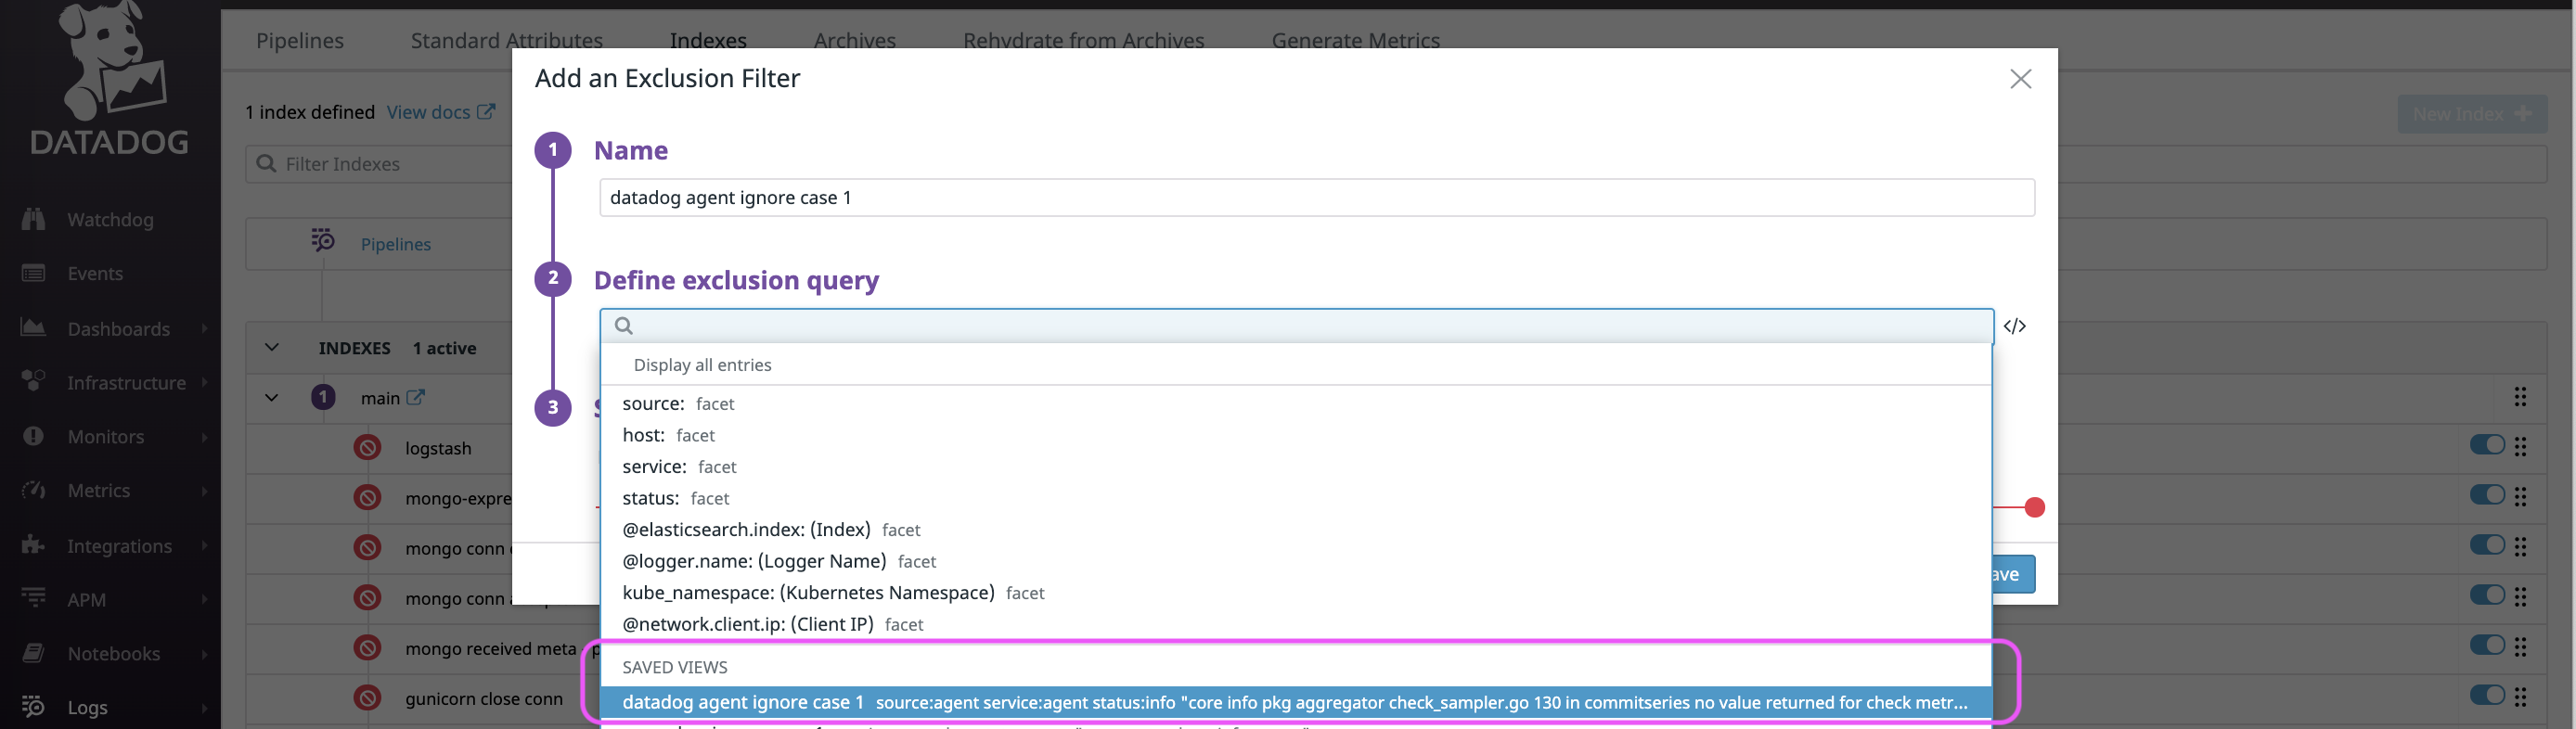 Pipelines Standard Attributes Indexes Archives Rehydrate from Archives Generate Metrics
DATADOG
Watchdog
Events
Dashboards
Infrastructure
Monitors
Metrics
Integrations
APM
Notebooks
Logs
1 index defined View docs
New Index
Filter Indexes
Pipelines
INDEXES 1 active
1 main
logstash
mongo-expre
mongo conn
mongo conn
mongo received meta - p
gunicorn close conn
Add an Exclusion Filter
1 Name
datadog agent ignore case 1
2 Define exclusion query
</>
3
Display all entries
source: facet
host: facet
service: facet
status: facet
@elasticsearch.index: (Index) facet
@logger.name: (Logger Name) facet
kube_namespace: (Kubernetes Namespace) facet
@network.client.ip: (Client IP) facet
ave
SAVED VIEWS
datadog agent ignore case 1 source:agent service:agent status:info "core info pkg aggregator check_sampler.go 130 in commitseries no value returned for check metr...